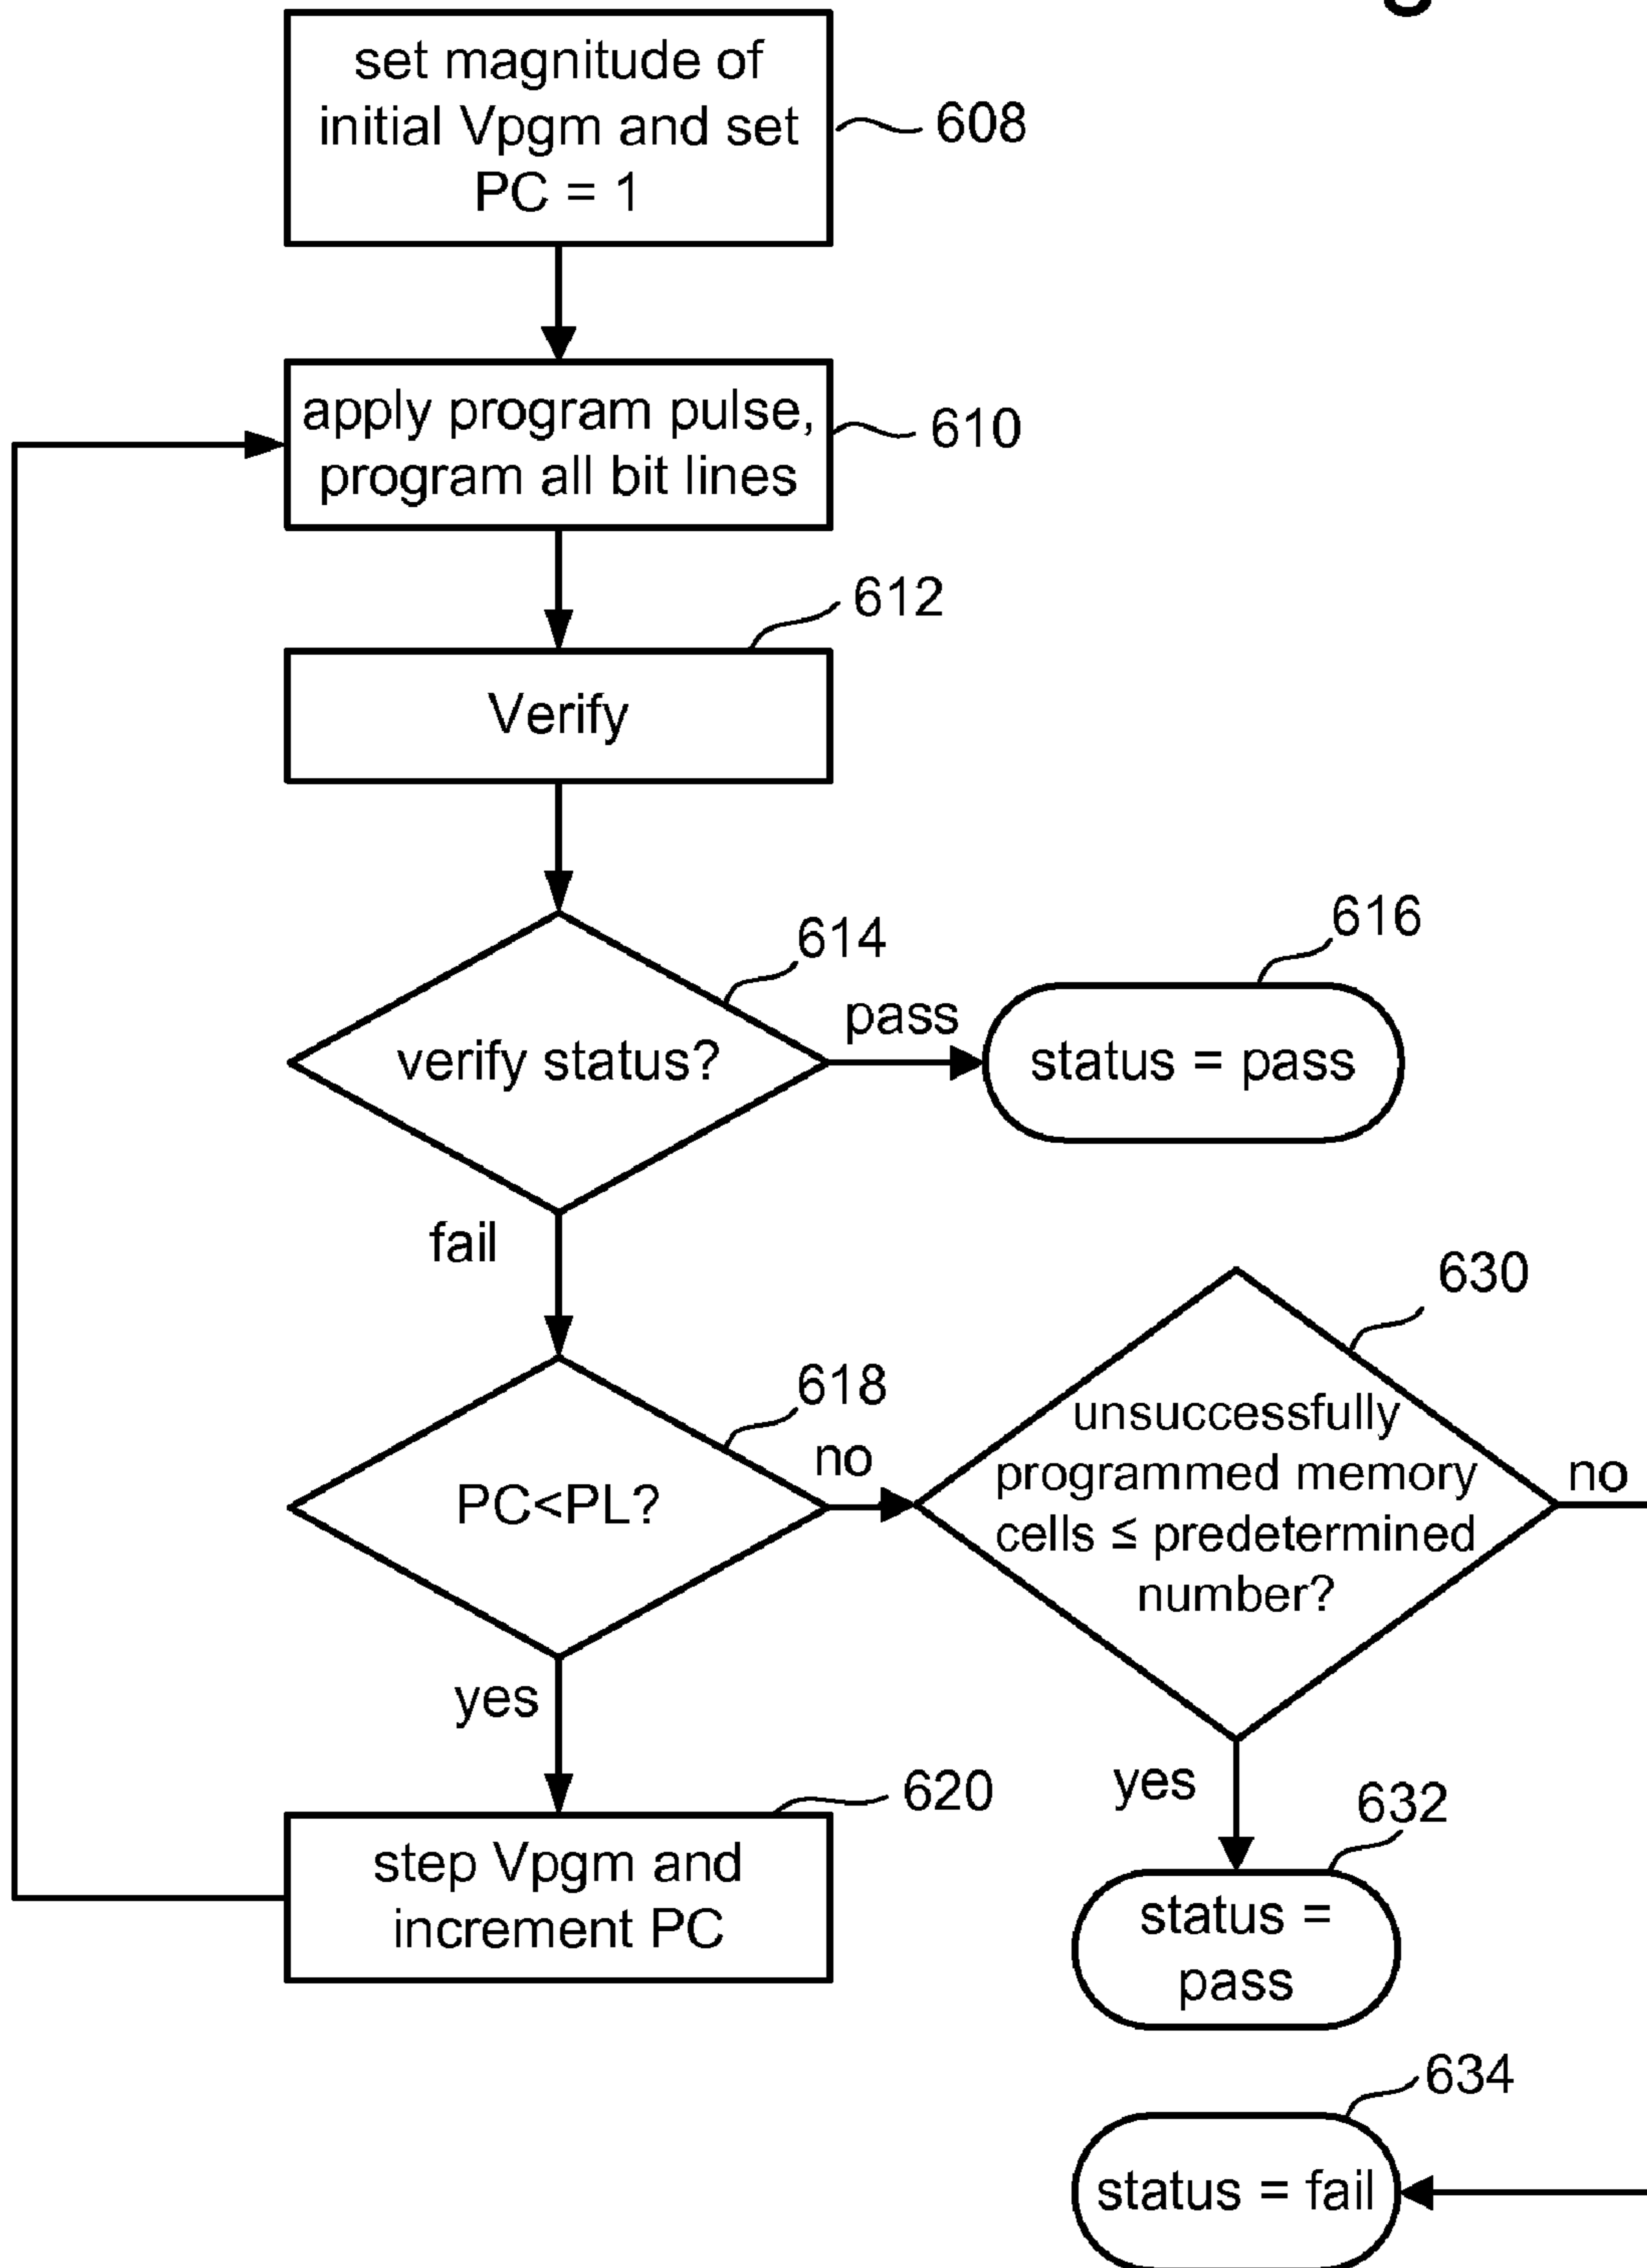 set magnitude of
initial Vpgm and set
PC = 1
608
apply program pulse,
program all bit lines
610
612
Verify
614
verify status?
pass
616
status = pass
fail
618
PC<PL?
no
630
unsuccessfully
programmed memory
cells ≤ predetermined
number?
no
yes
620
step Vpgm and
increment PC
yes
632
status =
pass
634
status = fail